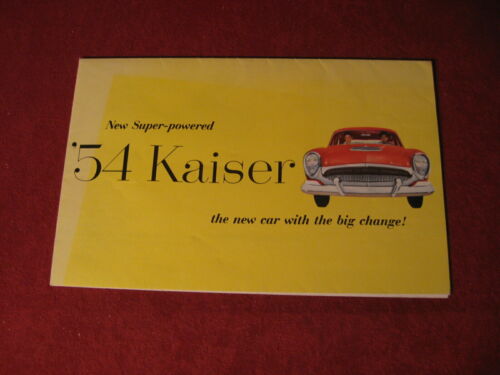 New Super-powered
'54 Kaiser
the new car with the big change!